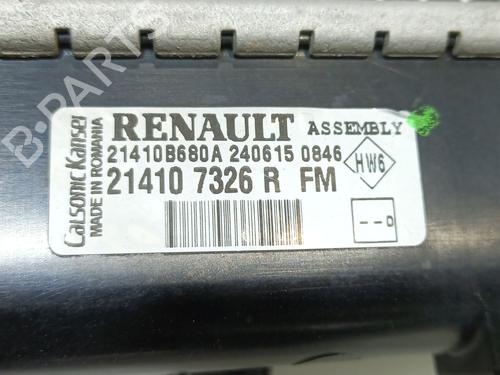 RENAULT ASSEMBLY
21410B680A 240615 0846
21410 7326 R FM
HW6
--D
Calsonic Kansei
MADE IN ROMANIA
B-PARTS